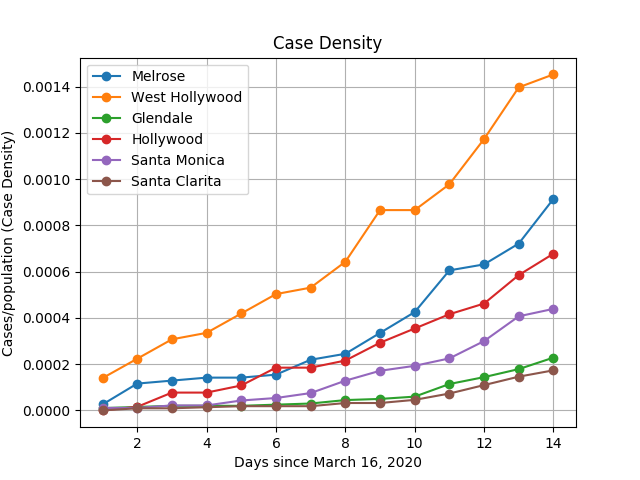 Case Density
Cases/population (Case Density)
0.0014
0.0012
0.0010
0.0008
0.0006
0.0004
0.0002
0.0000
Melrose
West Hollywood
Glendale
Hollywood
Santa Monica
Santa Clarita
2 4 6 8 10 12 14
Days since March 16, 2020